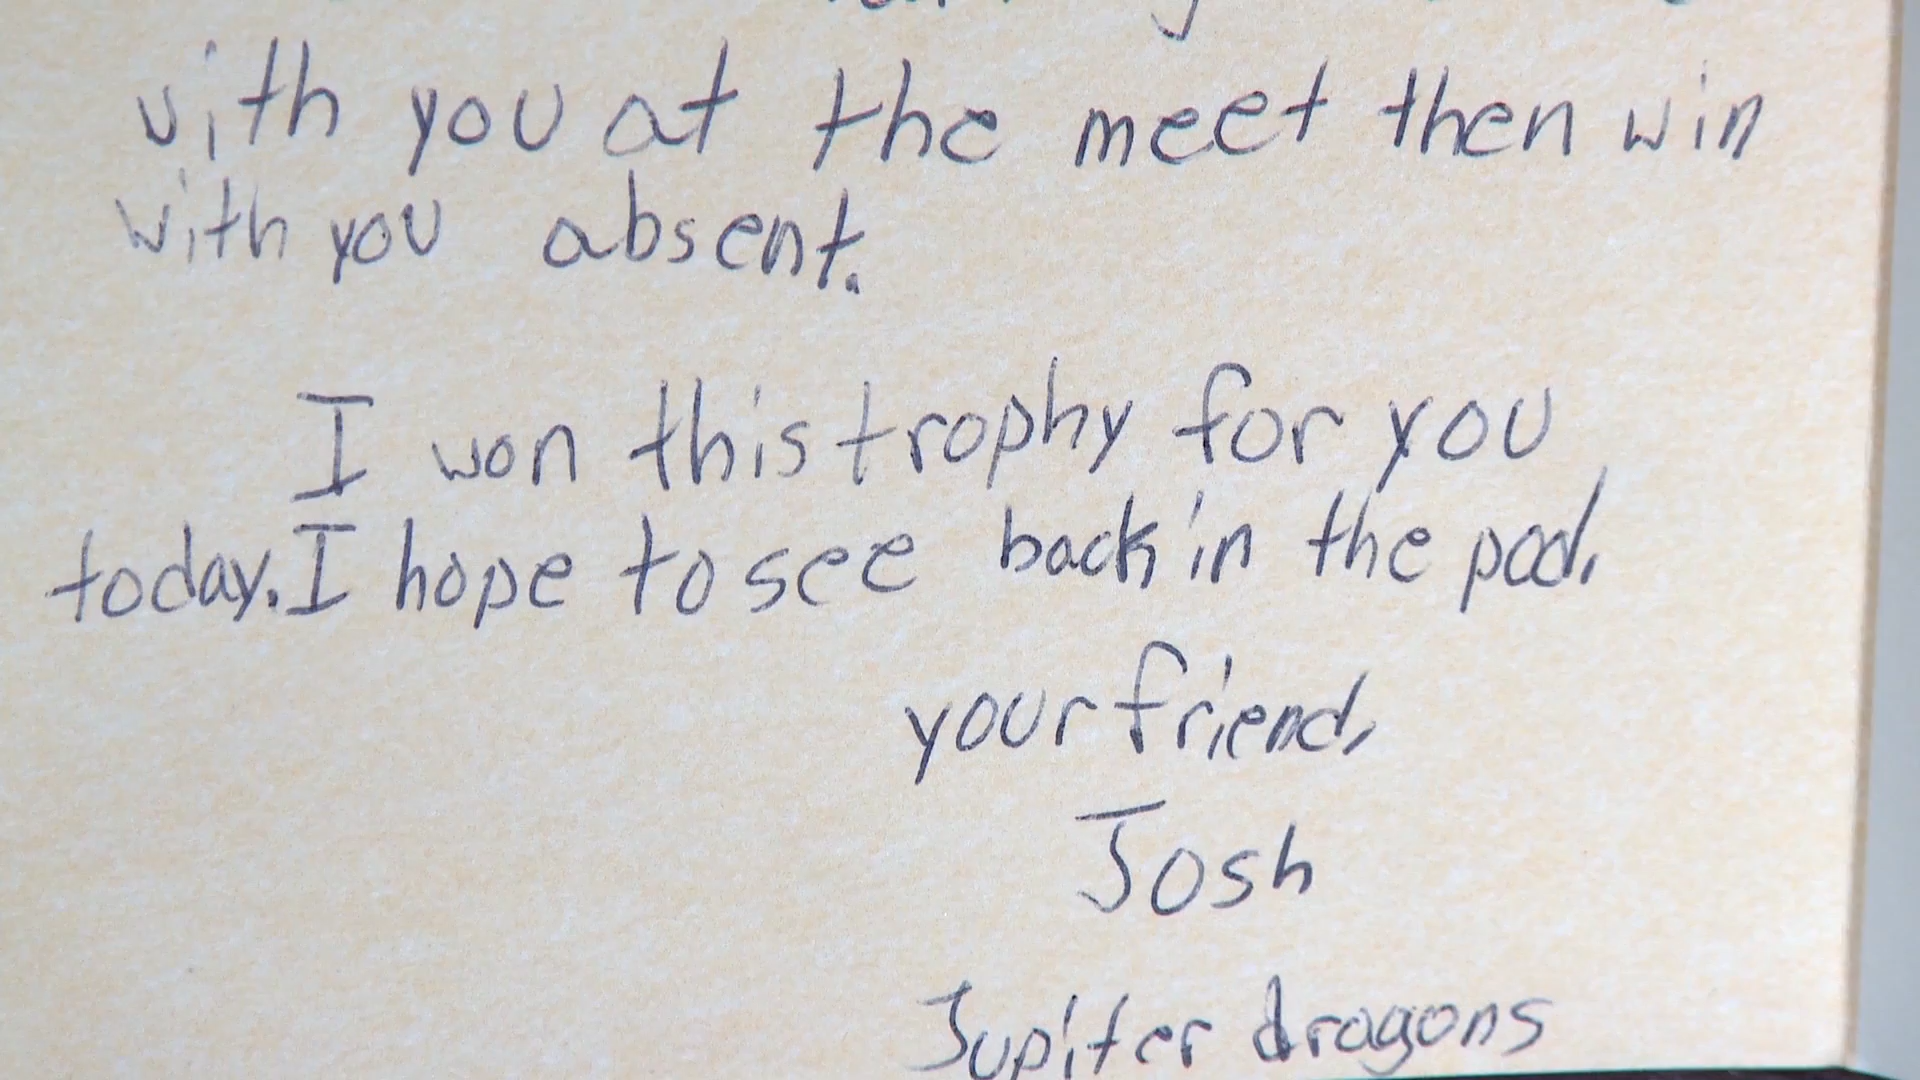 with you at the meet then win
with you absent.
I won this trophy for you
today. I hope to see back in the pool.
your friend,
Josh
Jupiter dragons